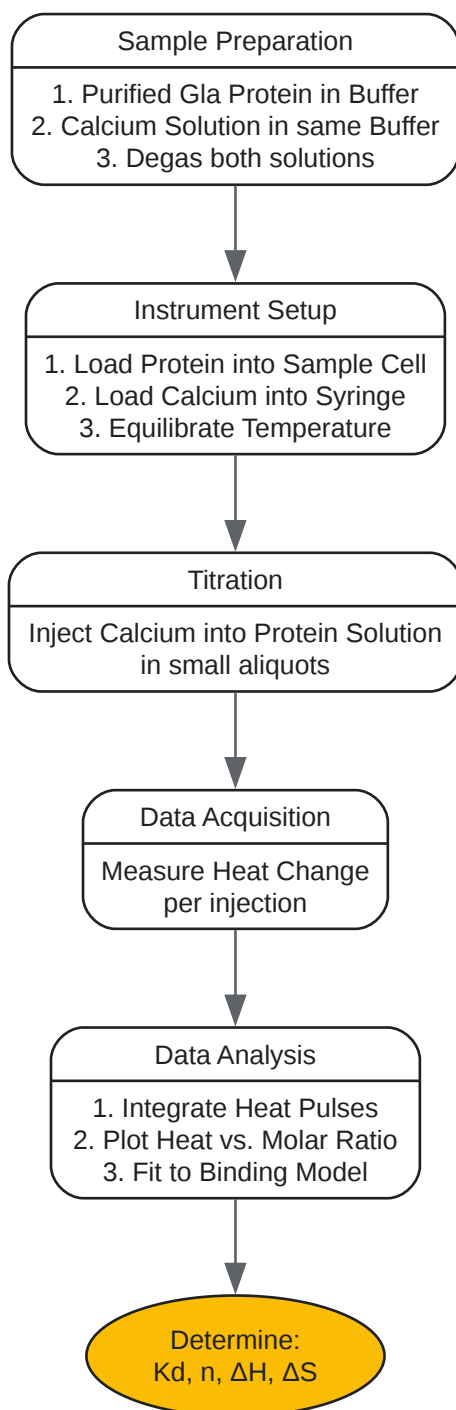 Sample Preparation
1. Purified Gla Protein in Buffer
2. Calcium Solution in same Buffer
3. Degas both solutions
Instrument Setup
1. Load Protein into Sample Cell
2. Load Calcium into Syringe
3. Equilibrate Temperature
Titration
Inject Calcium into Protein Solution
in small aliquots
Data Acquisition
Measure Heat Change
per injection
Data Analysis
1. Integrate Heat Pulses
2. Plot Heat vs. Molar Ratio
3. Fit to Binding Model
Determine:
Kd, n, ΔH, ΔS